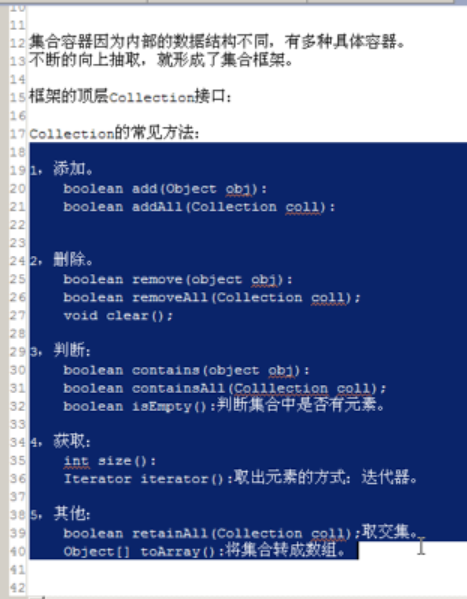 10
11
12 集合容器因为内部的数据结构不同，有多种具体容器。
13 不断的向上抽取，就形成了集合框架。
14
15 框架的顶层Collection接口：
16
17 Collection的常见方法：
18
19 1，添加。
20 boolean add(Object obj):
21 boolean addAll(Collection coll):
22
23
24 2，删除。
25 boolean remove(object obj):
26 boolean removeAll(Collection coll);
27 void clear();
28
29 3，判断：
30 boolean contains(object obj):
31 boolean containsAll(Colllection coll);
32 boolean isEmpty():判断集合中是否有元素。
33
34 4，获取：
35 int size():
36 Iterator iterator():取出元素的方式：迭代器。
37
38 5，其他：
39 boolean retainAll(Collection coll);取交集。
40 Object[] toArray():将集合转成数组。
41
42